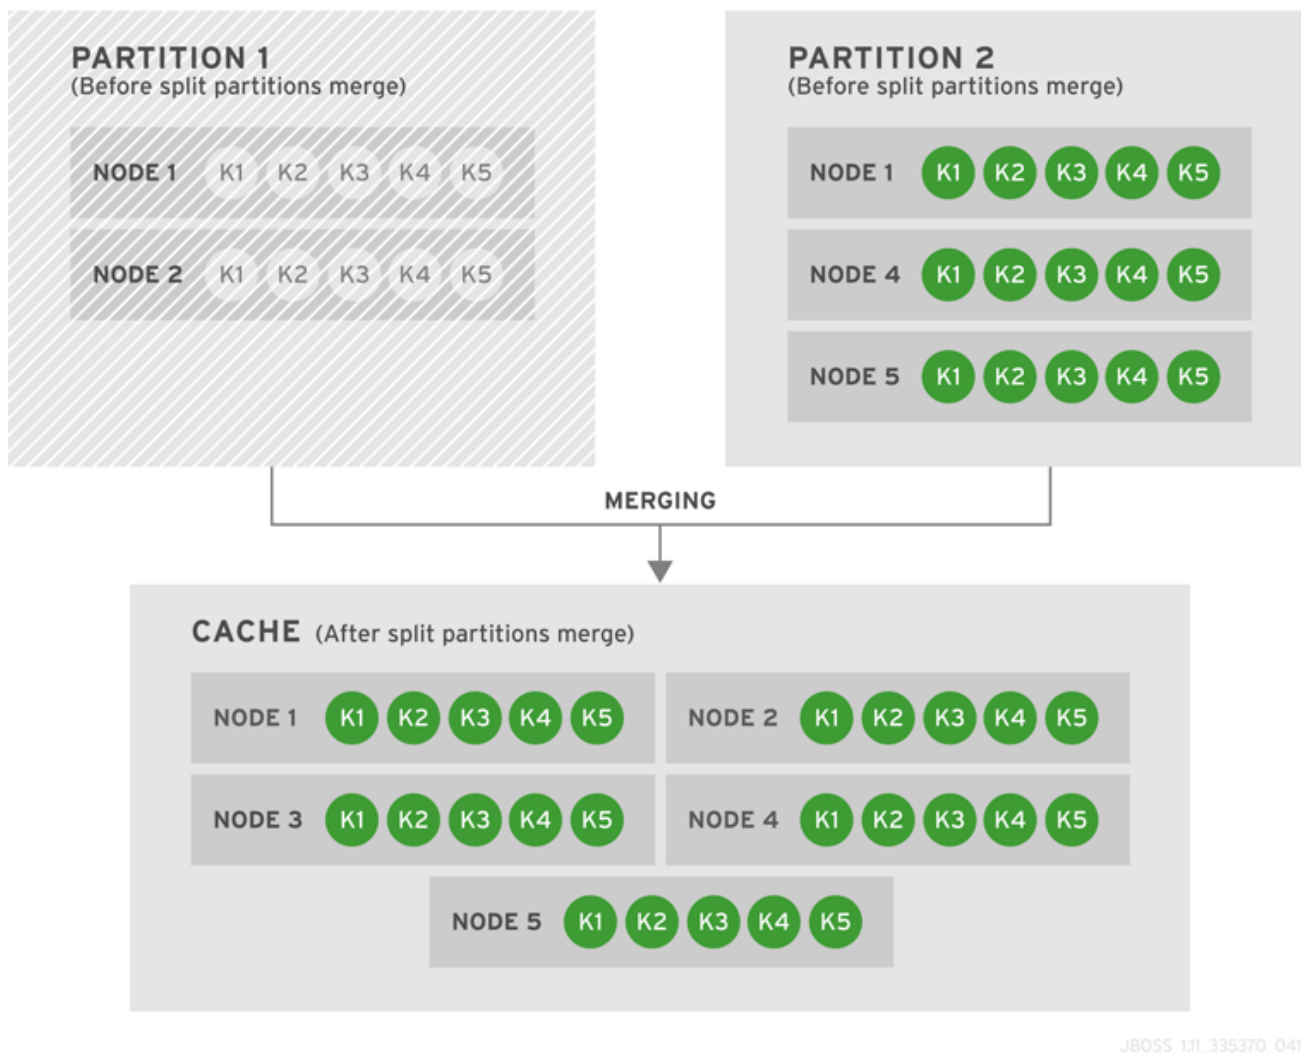 PARTITION 1
(Before split partitions merge)
NODE 1 K1 K2 K3 K4 K5
NODE 2 K1 K2 K3 K4 K5
PARTITION 2
(Before split partitions merge)
NODE 1 K1 K2 K3 K4 K5
NODE 4 K1 K2 K3 K4 K5
NODE 5 K1 K2 K3 K4 K5
MERGING
CACHE (After split partitions merge)
NODE 1 K1 K2 K3 K4 K5
NODE 2 K1 K2 K3 K4 K5
NODE 3 K1 K2 K3 K4 K5
NODE 4 K1 K2 K3 K4 K5
NODE 5 K1 K2 K3 K4 K5
JBOSS_1.11_335370_041